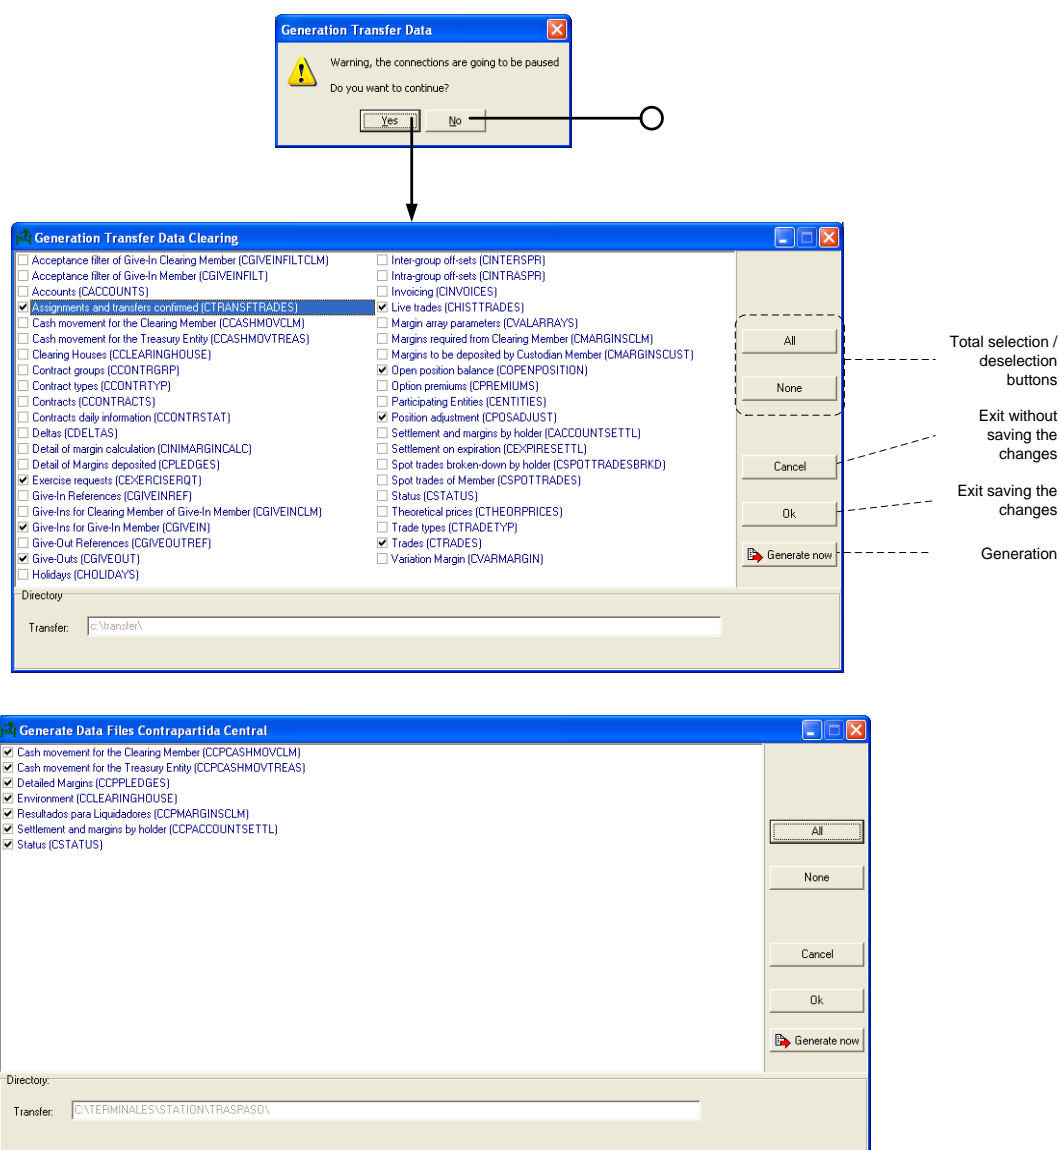 Generation Transfer Data
Warning, the connections are going to be paused
Do you want to continue?
Yes
No
Generation Transfer Data Clearing
Acceptance filter of Give-In Clearing Member (CGIVEINFILTCLM)
Acceptance filter of Give-In Member (CGIVEINFILT)
Accounts (CACCOUNTS)
Assignments and transfers confirmed (CTRANSFTRADES)
Cash movement for the Clearing Member (CCASHMOVCLM)
Cash movement for the Treasury Entity (CCASHMOVTREAS)
Clearing Houses (CCLEARINGHOUSE)
Contract groups (CCONTRGRP)
Contract types (CCONTRTYP)
Contracts (CCONTRACTS)
Contracts daily information (CCONTRSTAT)
Deltas (CDELTAS)
Detail of margin calculation (CINIMARGINCALC)
Detail of Margins deposited (CPLEDGES)
Exercise requests (CEXERCISERQT)
Give-In References (CGIVEINREF)
Give-Ins for Clearing Member of Give-In Member (CGIVEINCLM)
Give-Ins for Give-In Member (CGIVEIN)
Give-Out References (CGIVEOUTREF)
Give-Outs (CGIVEOUT)
Holidays (CHOLIDAYS)
Inter-group off-sets (CINTERSPR)
Intra-group off-sets (CINTRASPR)
Invoicing (CINVOICES)
Live trades (CHISTTRADES)
Margin array parameters (CVALARRAYS)
Margins required from Clearing Member (CMARGINSCLM)
Margins to be deposited by Custodian Member (CMARGINSCUST)
Open position balance (COPENPOSITION)
Option premiums (CPREMIUMS)
Participating Entities (CENTITIES)
Position adjustment (CPOSADJUST)
Settlement and margins by holder (CACCOUNTSETTL)
Settlement on expiration (CEXPIRESETTL)
Spot trades broken-down by holder (CSPOTTRADESBRKD)
Spot trades of Member (CSPOTTRADES)
Status (CSTATUS)
Theoretical prices (CTHEORPRICES)
Trade types (CTRADETYP)
Trades (CTRADES)
Variation Margin (CVARMARGIN)
All
None
Cancel
Ok
Generate now
Total selection /
deselection
buttons
Exit without
saving the
changes
Exit saving the
changes
Generation
Directory
Transfer:
c:\transfer\
Generate Data Files Contrapartida Central
Cash movement for the Clearing Member (CCPCASHMOVCLM)
Cash movement for the Treasury Entity (CCPCASHMOVTREAS)
Detailed Margins (CCPPLEDGES)
Environment (CCLEARINGHOUSE)
Resultados para Liquidadores (CCPMARGINSCLM)
Settlement and margins by holder (CCPACCOUNTSETTL)
Status (CSTATUS)
All
None
Cancel
Ok
Generate now
Directory:
Transfer:
C:\TERMINALES\STATION\TRASPASO\